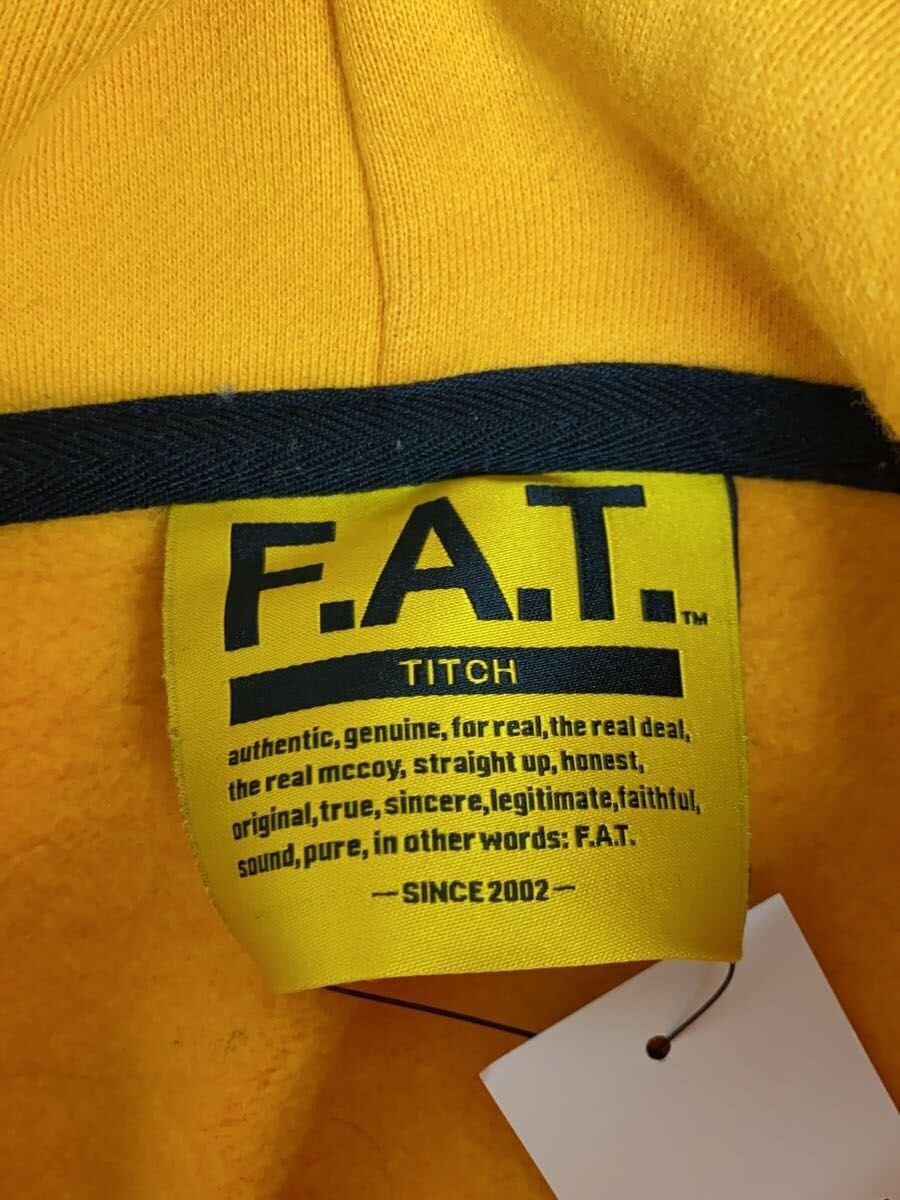 F.A.T.™
TITCH
authentic, genuine, for real, the real deal,
the real mccoy, straight up, honest,
original, true, sincere, legitimate, faithful,
sound, pure, in other words: F.A.T.
—SINCE 2002—